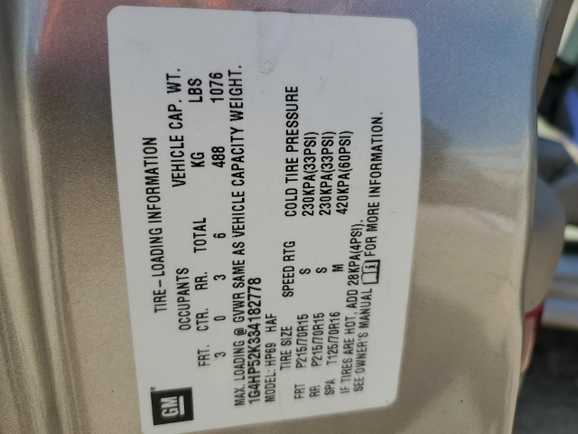 GM
TIRE-LOADING INFORMATION
OCCUPANTS VEHICLE CAP. WT.
FRT. CTR. RR. TOTAL KG LBS
3 0 3 6 488 1076
MAX. LOADING @ GVWR SAME AS VEHICLE CAPACITY WEIGHT.
1G4HP52K334182778
MODEL: HP69 HAF
TIRE SIZE SPEED RTG COLD TIRE PRESSURE
FRT P215/70R15 S 230KPA(33PSI)
RR P215/70R15 S 230KPA(33PSI)
SPA T125/70R16 M 420KPA(60PSI)
IF TIRES ARE HOT, ADD 28KPA(4PSI).
SEE OWNER'S MANUAL FOR MORE INFORMATION.